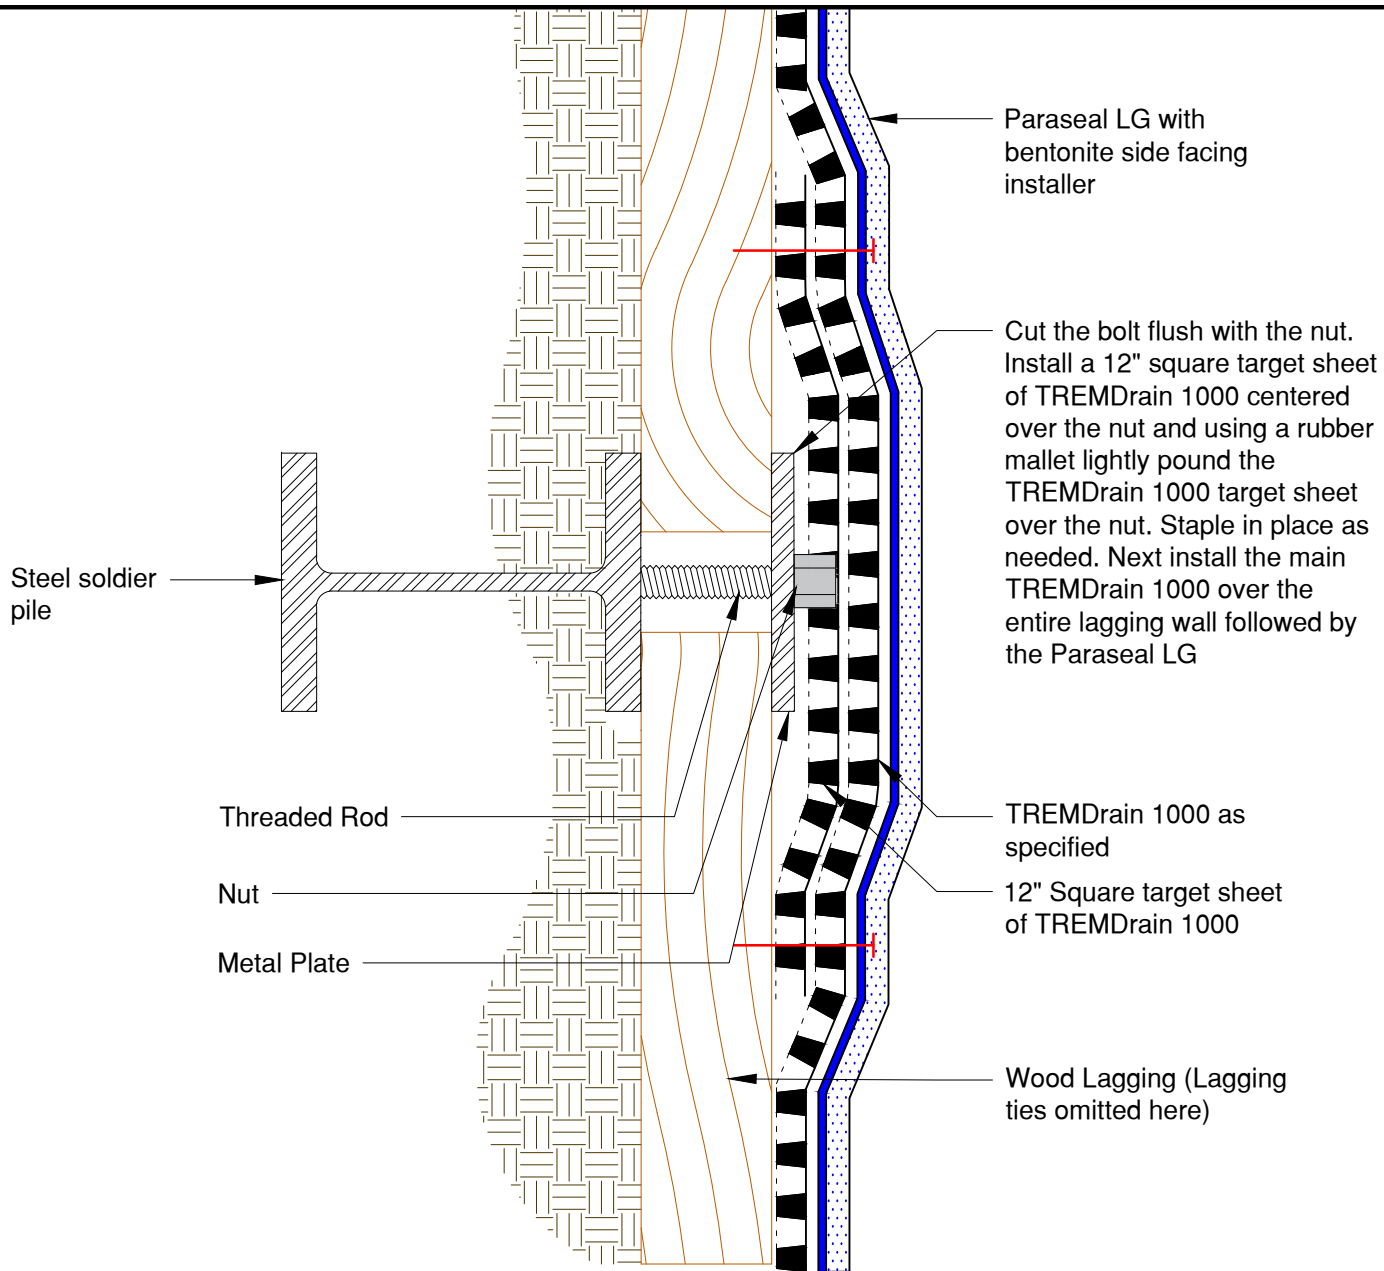 Paraseal LG with
bentonite side facing
installer
Cut the bolt flush with the nut.
Install a 12" square target sheet
of TREMDrain 1000 centered
over the nut and using a rubber
mallet lightly pound the
TREMDrain 1000 target sheet
over the nut. Staple in place as
needed. Next install the main
TREMDrain 1000 over the
entire lagging wall followed by
the Paraseal LG
Steel soldier
pile
Threaded Rod
Nut
Metal Plate
TREMDrain 1000 as
specified
12" Square target sheet
of TREMDrain 1000
Wood Lagging (Lagging
ties omitted here)